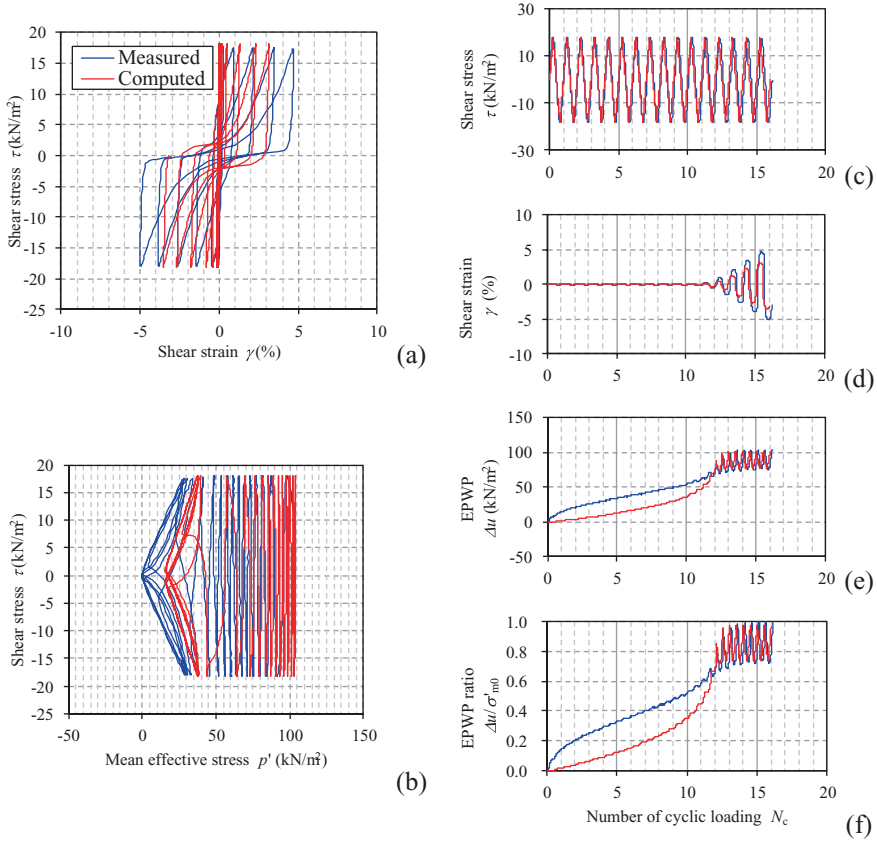 20
15
10
5
0
-5
-10
-15
-20
-25
Shear stress τ (kN/m²)
Measured
Computed
-10 -5 0 5 10
Shear strain γ (%)
(a)
20
15
10
5
0
-5
-10
-15
-20
-25
Shear stress τ (kN/m²)
-50 0 50 100 150
Mean effective stress p' (kN/m²)
(b)
30
10
-10
-30
Shear stress
τ (kN/m²)
0 5 10 15 20
(c)
10
5
0
-5
-10
Shear strain
γ (%)
0 5 10 15 20
(d)
150
100
50
0
-50
EPWP
Δu (kN/m²)
0 5 10 15 20
(e)
1.0
0.8
0.6
0.4
0.2
0.0
EPWP ratio
Δu/σ'm0
0 5 10 15 20
Number of cyclic loading Nc
(f)